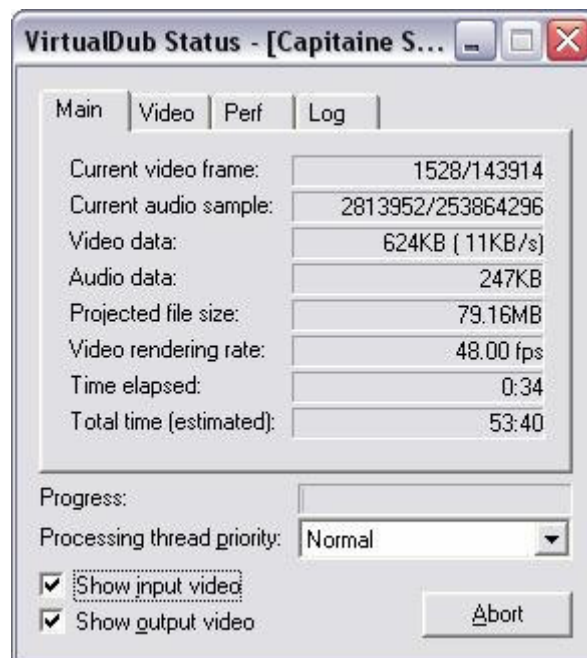 VirtualDub Status - [Capitaine S...
Main Video Perf Log
Current video frame: 1528/143914
Current audio sample: 2813952/253864296
Video data: 624KB ( 11KB/s)
Audio data: 247KB
Projected file size: 79.16MB
Video rendering rate: 48.00 fps
Time elapsed: 0:34
Total time (estimated): 53:40
Progress:
Processing thread priority: Normal
Show input video
Show output video
Abort